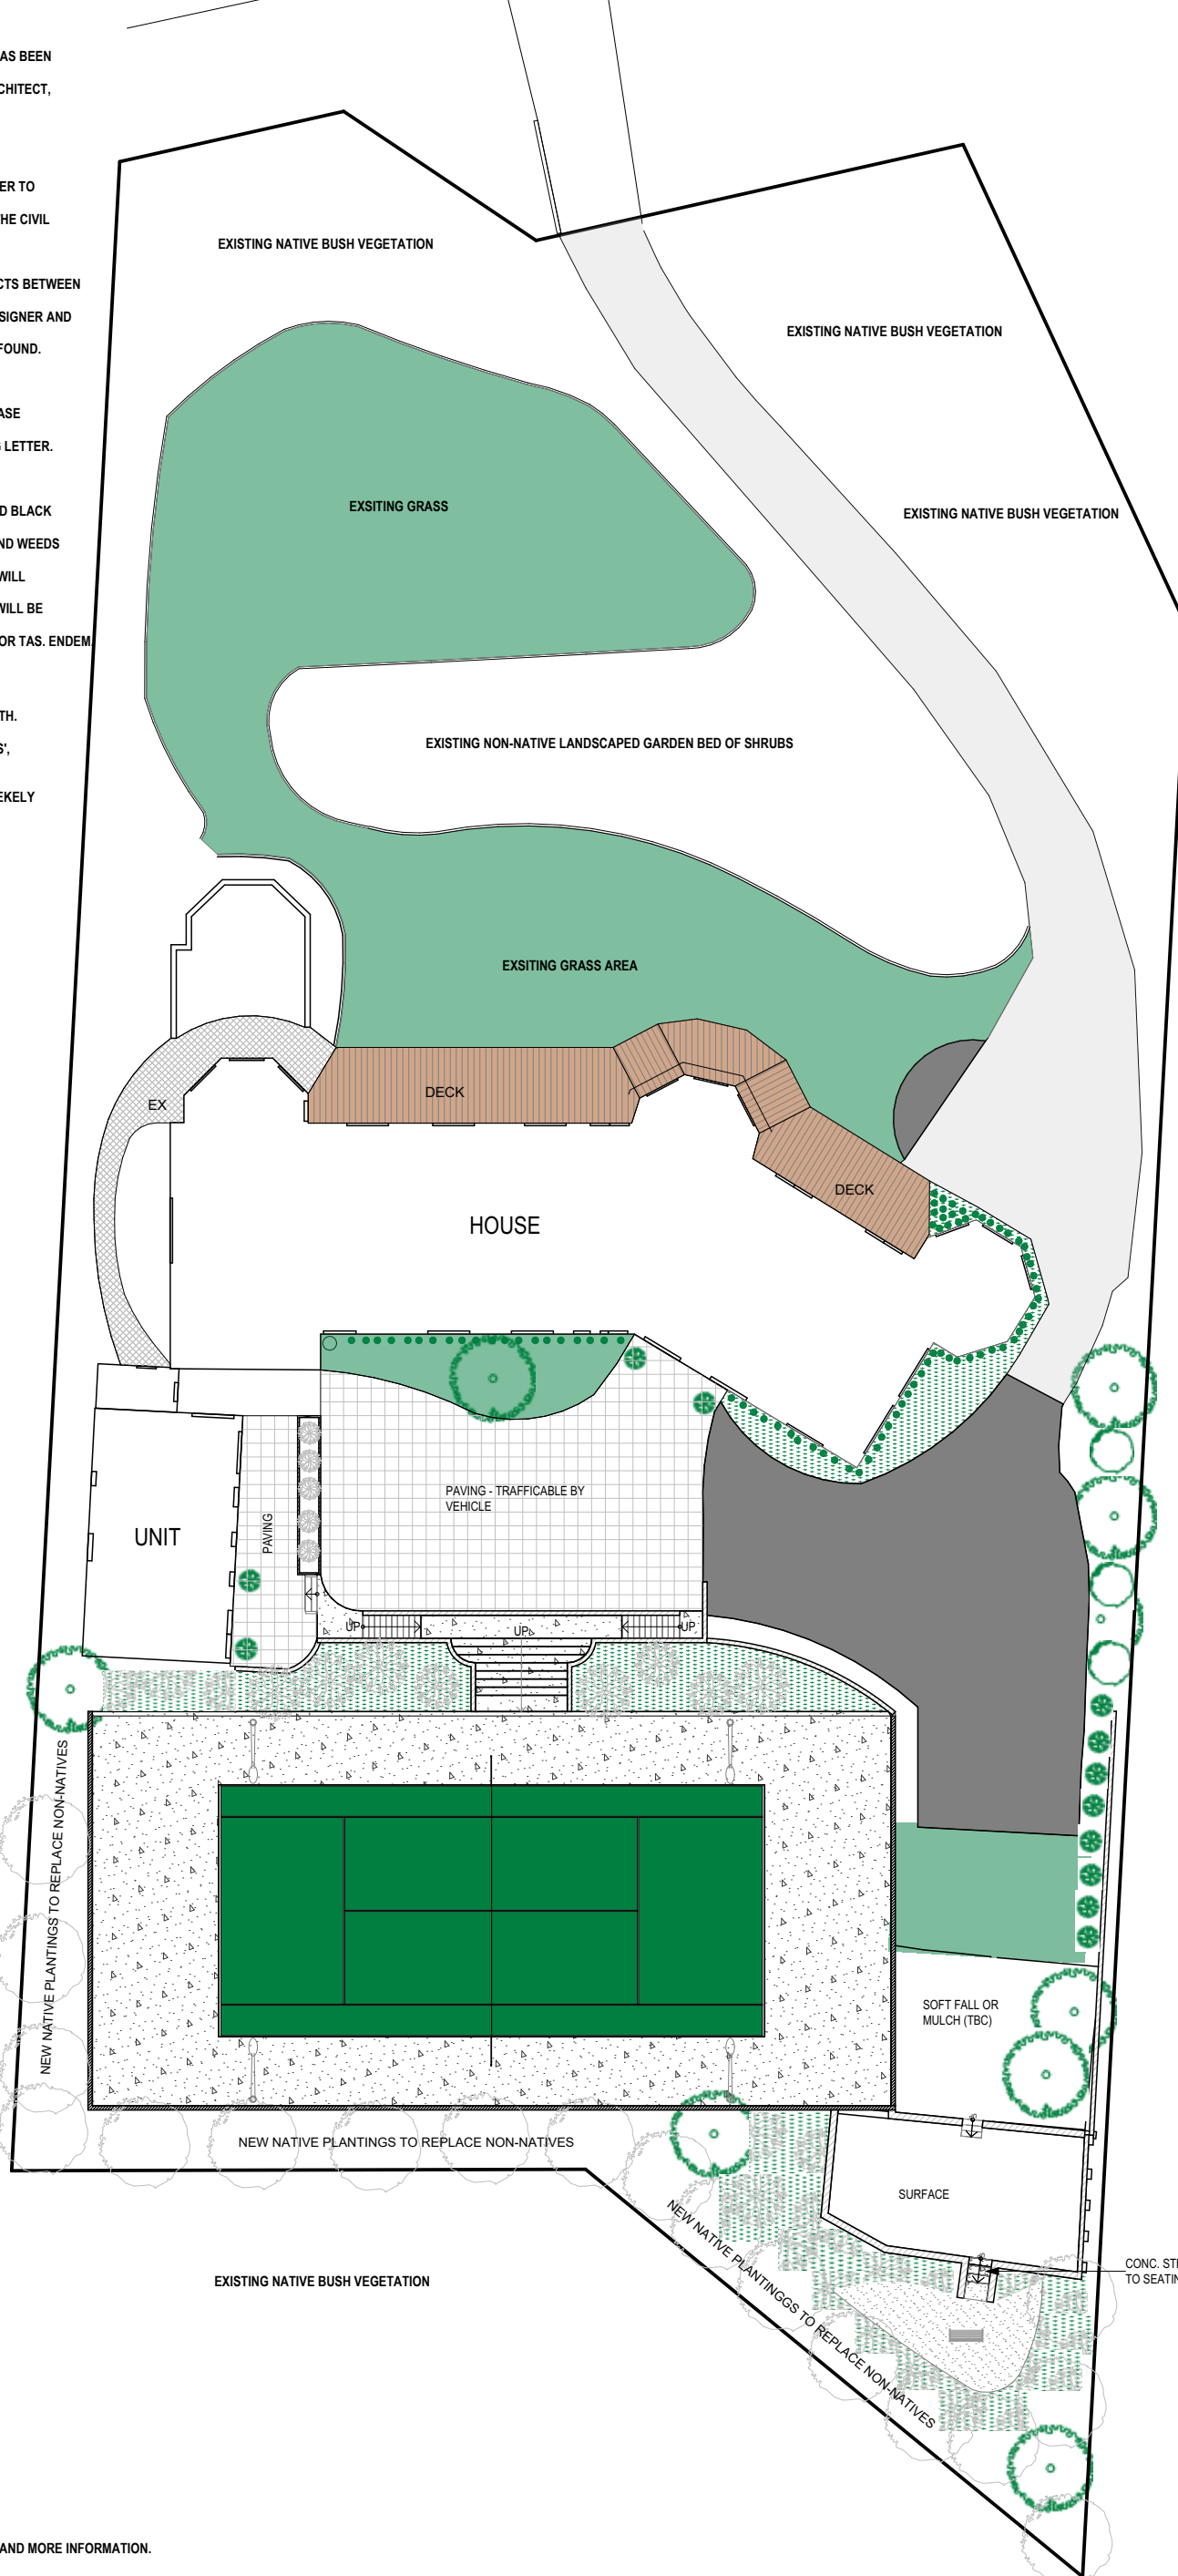 AS BEEN
CHITECT,
ER TO
THE CIVIL
CTS BETWEEN
SIGNER AND
FOUND.
ASE
G LETTER.
D BLACK
ND WEEDS
WILL
WILL BE
OR TAS. ENDEM
TH.
S',
EKELY
EXISTING NATIVE BUSH VEGETATION
EXISTING NATIVE BUSH VEGETATION
EXSITING GRASS
EXISTING NATIVE BUSH VEGETATION
EXISTING NON-NATIVE LANDSCAPED GARDEN BED OF SHRUBS
EXSITING GRASS AREA
DECK
EX
DECK
HOUSE
PAVING - TRAFFICABLE BY
VEHICLE
UNIT
PAVING
UP
UP
UP
NEW NATIVE PLANTINGS TO REPLACE NON-NATIVES
SOFT FALL OR
MULCH (TBC)
NEW NATIVE PLANTINGS TO REPLACE NON-NATIVES
SURFACE
NEW NATIVE PLANTINGGS TO REPLACE NON-NATIVES
CONC. STE
TO SEATIN
EXISTING NATIVE BUSH VEGETATION
AND MORE INFORMATION.